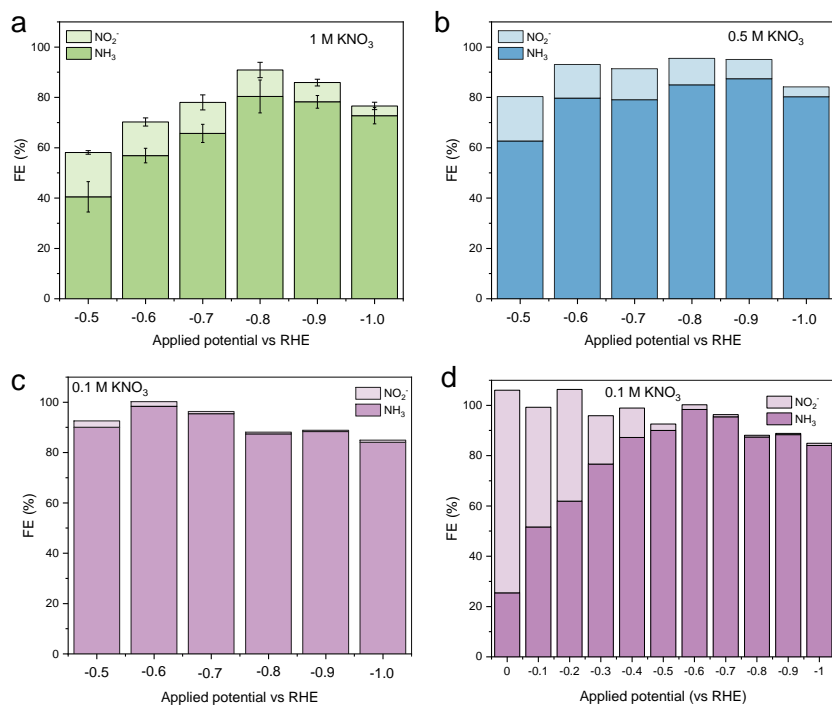 a
NO₂⁻
NH₃
1 M KNO₃
100
80
60
40
20
0
FE (%)
-0.5 -0.6 -0.7 -0.8 -0.9 -1.0
Applied potential vs RHE
b
NO₂⁻
NH₃
0.5 M KNO₃
100
80
60
40
20
0
FE (%)
-0.5 -0.6 -0.7 -0.8 -0.9 -1.0
Applied potential vs RHE
c
0.1 M KNO₃
NO₂⁻
NH₃
100
80
60
40
20
0
FE (%)
-0.5 -0.6 -0.7 -0.8 -0.9 -1.0
Applied potential vs RHE
d
0.1 M KNO₃
NO₂⁻
NH₃
100
80
60
40
20
0
FE (%)
0 -0.1 -0.2 -0.3 -0.4 -0.5 -0.6 -0.7 -0.8 -0.9 -1
Applied potential (vs RHE)